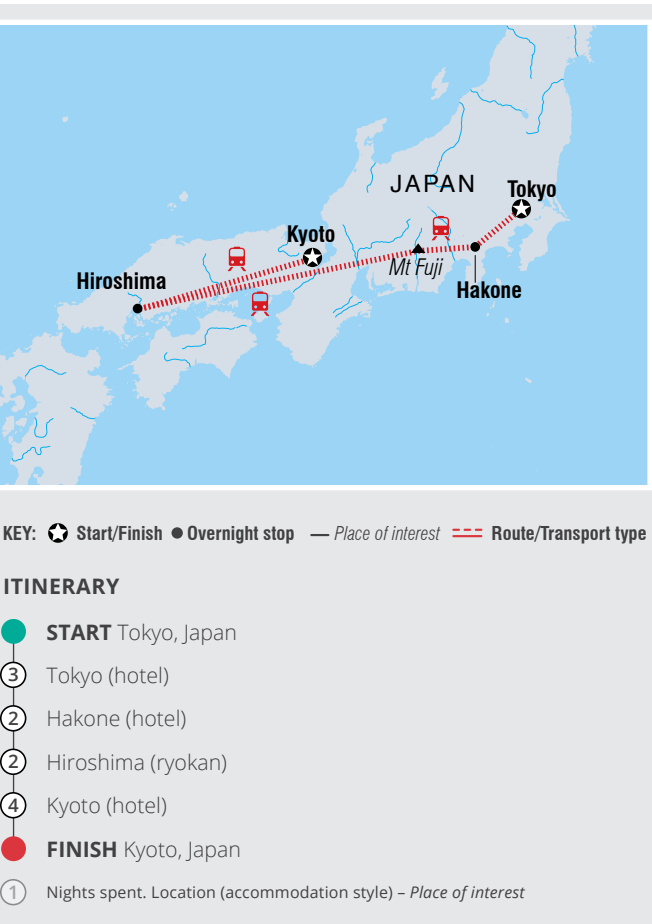 JAPAN
Tokyo
Kyoto
Mt Fuji
Hiroshima
Hakone
KEY: Start/Finish Overnight stop Place of interest Route/Transport type
ITINERARY
START Tokyo, Japan
3 Tokyo (hotel)
2 Hakone (hotel)
2 Hiroshima (ryokan)
4 Kyoto (hotel)
FINISH Kyoto, Japan
1 Nights spent. Location (accommodation style) – Place of interest